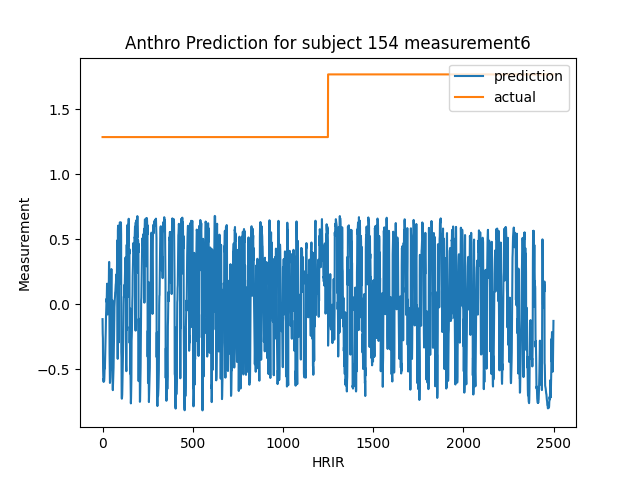 Anthro Prediction for subject 154 measurement6
prediction
actual
Measurement
1.5
1.0
0.5
0.0
−0.5
0
500
1000
1500
2000
2500
HRIR